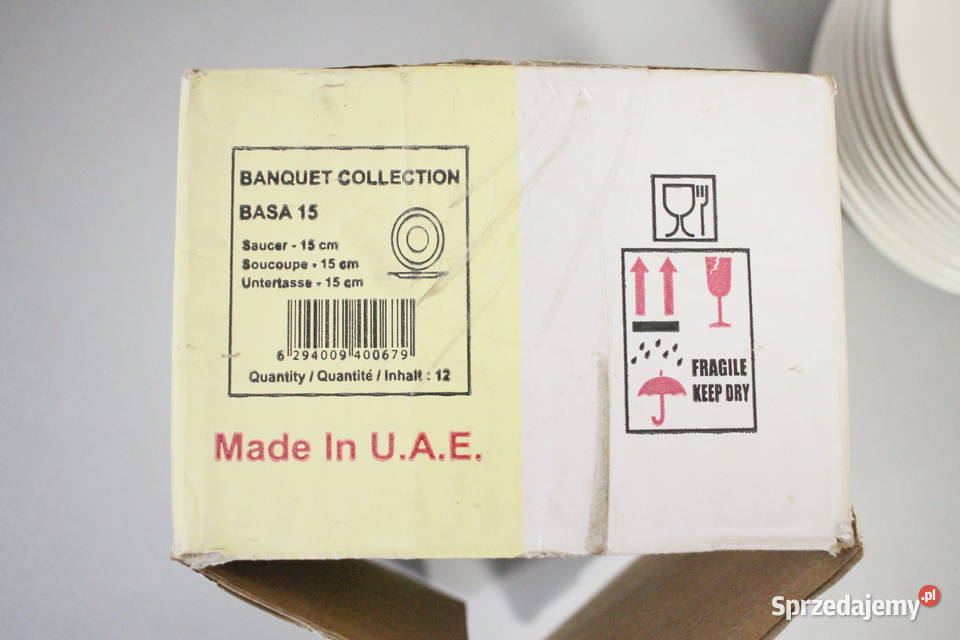 BANQUET COLLECTION
BASA 15
Saucer - 15 cm
Soucoupe - 15 cm
Untertasse - 15 cm
6 294009 400679
Quantity / Quantité / Inhalt : 12
Made In U.A.E.
FRAGILE
KEEP DRY
Sprzedajemy.pl